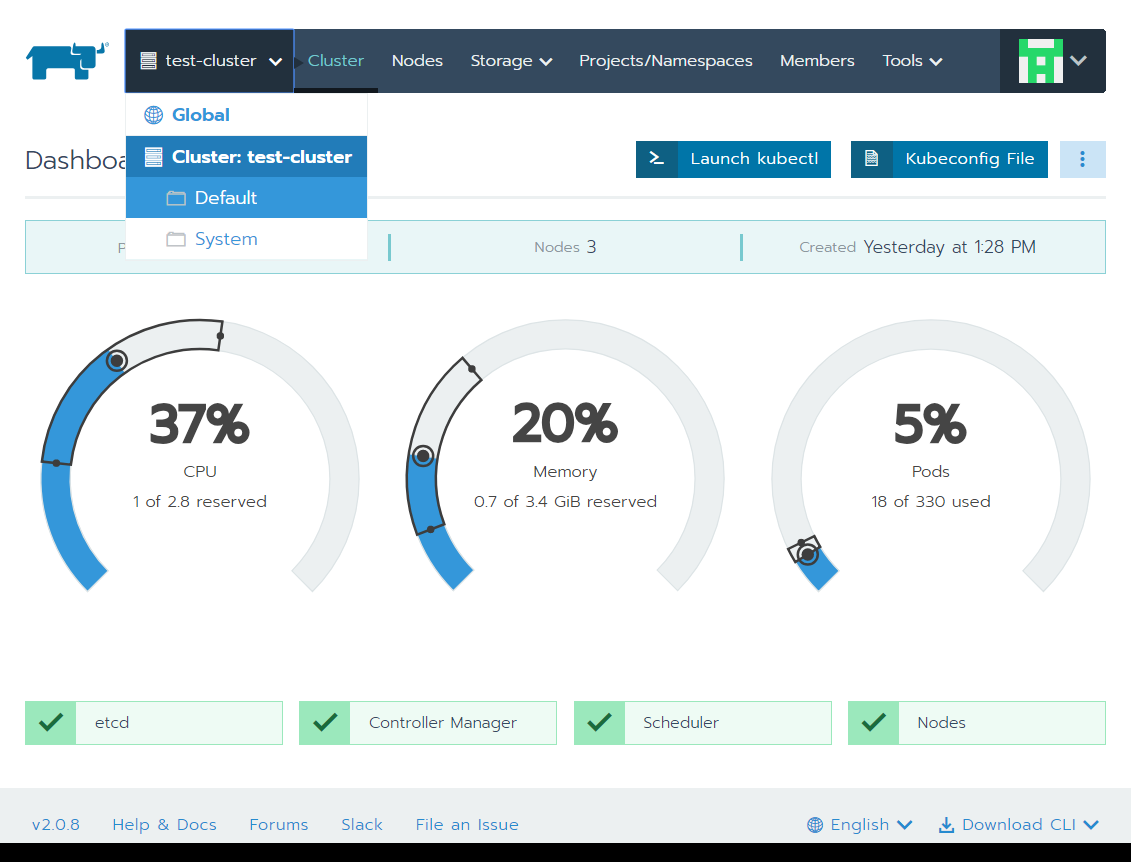 test-cluster Cluster Nodes Storage Projects/Namespaces Members Tools
Global
Cluster: test-cluster
Default
System
Launch kubectl Kubeconfig File
Nodes 3 Created Yesterday at 1:28 PM
37% 20% 5%
CPU Memory Pods
1 of 2.8 reserved 0.7 of 3.4 GiB reserved 18 of 330 used
etcd Controller Manager Scheduler Nodes
v2.0.8 Help & Docs Forums Slack File an Issue English Download CLI